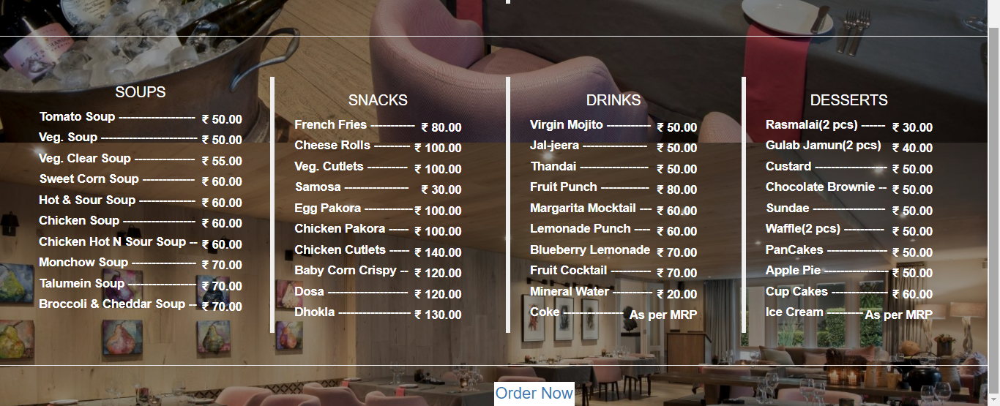 SOUPS
Tomato Soup ------------------- ₹ 50.00
Veg. Soup ------------------------ ₹ 50.00
Veg. Clear Soup --------------- ₹ 55.00
Sweet Corn Soup ------------- ₹ 60.00
Hot & Sour Soup -------------- ₹ 60.00
Chicken Soup ------------------ ₹ 60.00
Chicken Hot N Sour Soup -- ₹ 60.00
Monchow Soup ---------------- ₹ 70.00
Talumein Soup ----------------- ₹ 70.00
Broccoli & Cheddar Soup -- ₹ 70.00
SNACKS
French Fries ----------- ₹ 80.00
Cheese Rolls --------- ₹ 100.00
Veg. Cutlets ---------- ₹ 100.00
Samosa ---------------- ₹ 30.00
Egg Pakora ------------ ₹ 100.00
Chicken Pakora ----- ₹ 100.00
Chicken Cutlets ----- ₹ 140.00
Baby Corn Crispy -- ₹ 120.00
Dosa -------------------- ₹ 120.00
Dhokla ------------------ ₹ 130.00
DRINKS
Virgin Mojito ----------- ₹ 50.00
Jal-jeera ---------------- ₹ 50.00
Thandai ----------------- ₹ 50.00
Fruit Punch ------------ ₹ 80.00
Margarita Mocktail --- ₹ 60.00
Lemonade Punch ---- ₹ 60.00
Blueberry Lemonade ₹ 70.00
Fruit Cocktail ---------- ₹ 70.00
Mineral Water ---------- ₹ 20.00
Coke --------------- As per MRP
DESSERTS
Rasmalai(2 pcs) ------ ₹ 30.00
Gulab Jamun(2 pcs) ₹ 40.00
Custard ------------------ ₹ 50.00
Chocolate Brownie -- ₹ 50.00
Sundae ------------------ ₹ 50.00
Waffle(2 pcs) ---------- ₹ 50.00
PanCakes --------------- ₹ 50.00
Apple Pie ---------------- ₹ 50.00
Cup Cakes -------------- ₹ 60.00
Ice Cream --------- As per MRP
Order Now